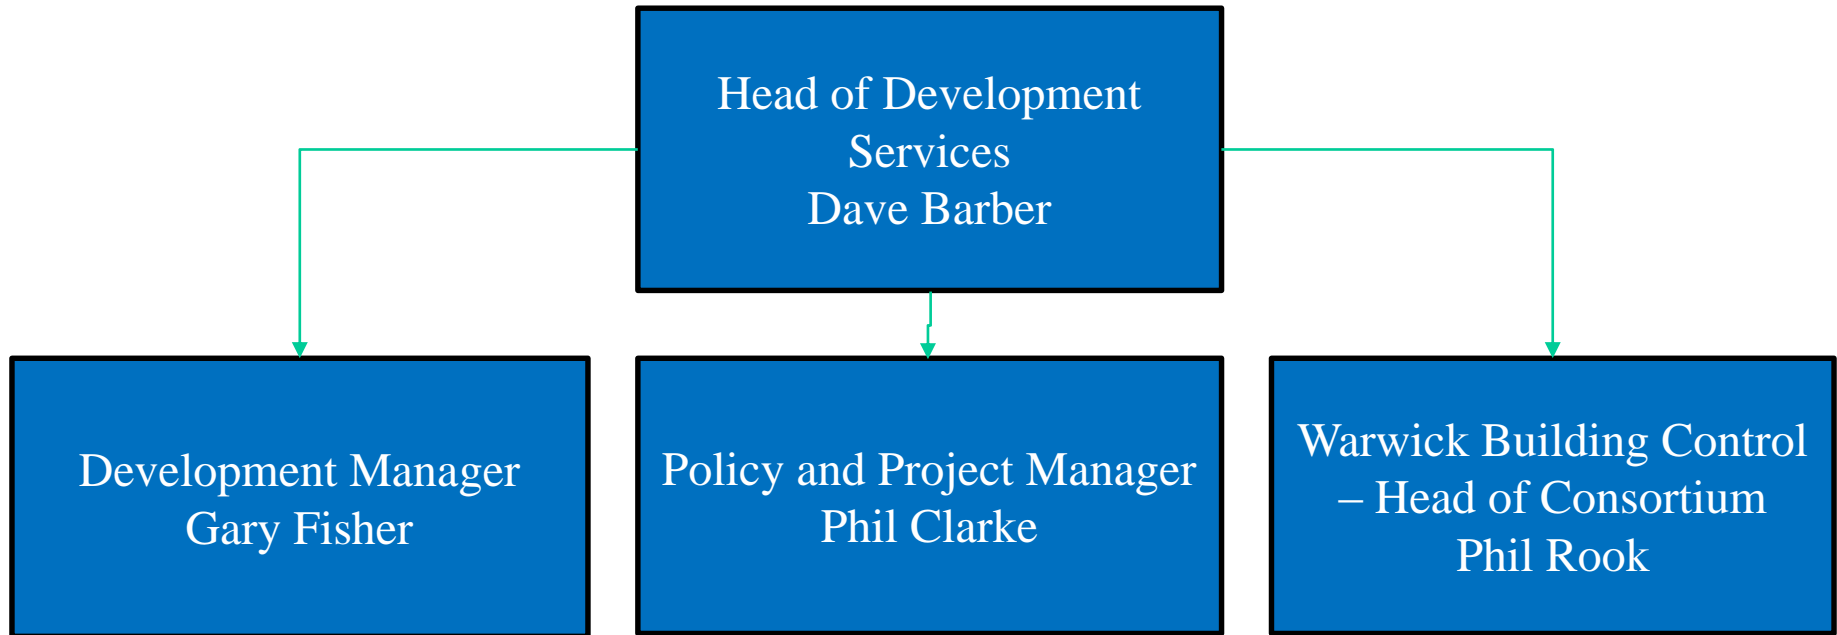 Head of Development
Services
Dave Barber
Development Manager
Gary Fisher
Policy and Project Manager
Phil Clarke
Warwick Building Control
– Head of Consortium
Phil Rook